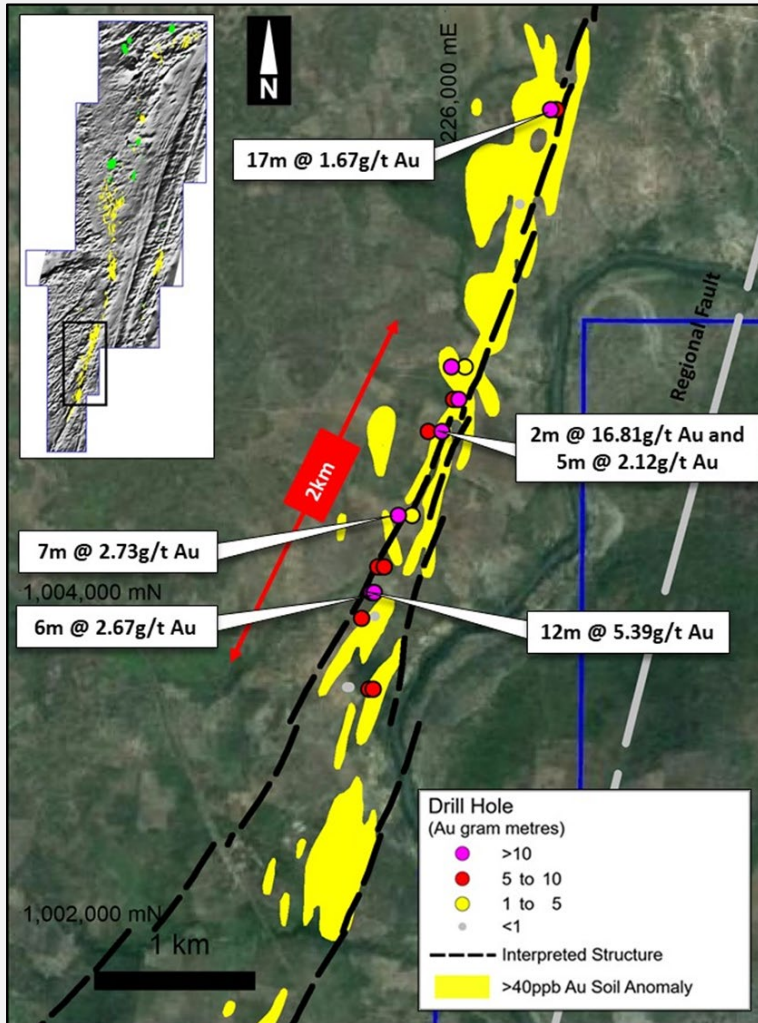 N
226,000 mE
17m @ 1.67g/t Au
Regional Fault
2km
2m @ 16.81g/t Au and
5m @ 2.12g/t Au
7m @ 2.73g/t Au
1,004,000 mN
6m @ 2.67g/t Au
12m @ 5.39g/t Au
1,002,000 mN
1 km
Drill Hole
(Au gram metres)
>10
5 to 10
1 to 5
<1
Interpreted Structure
>40ppb Au Soil Anomaly